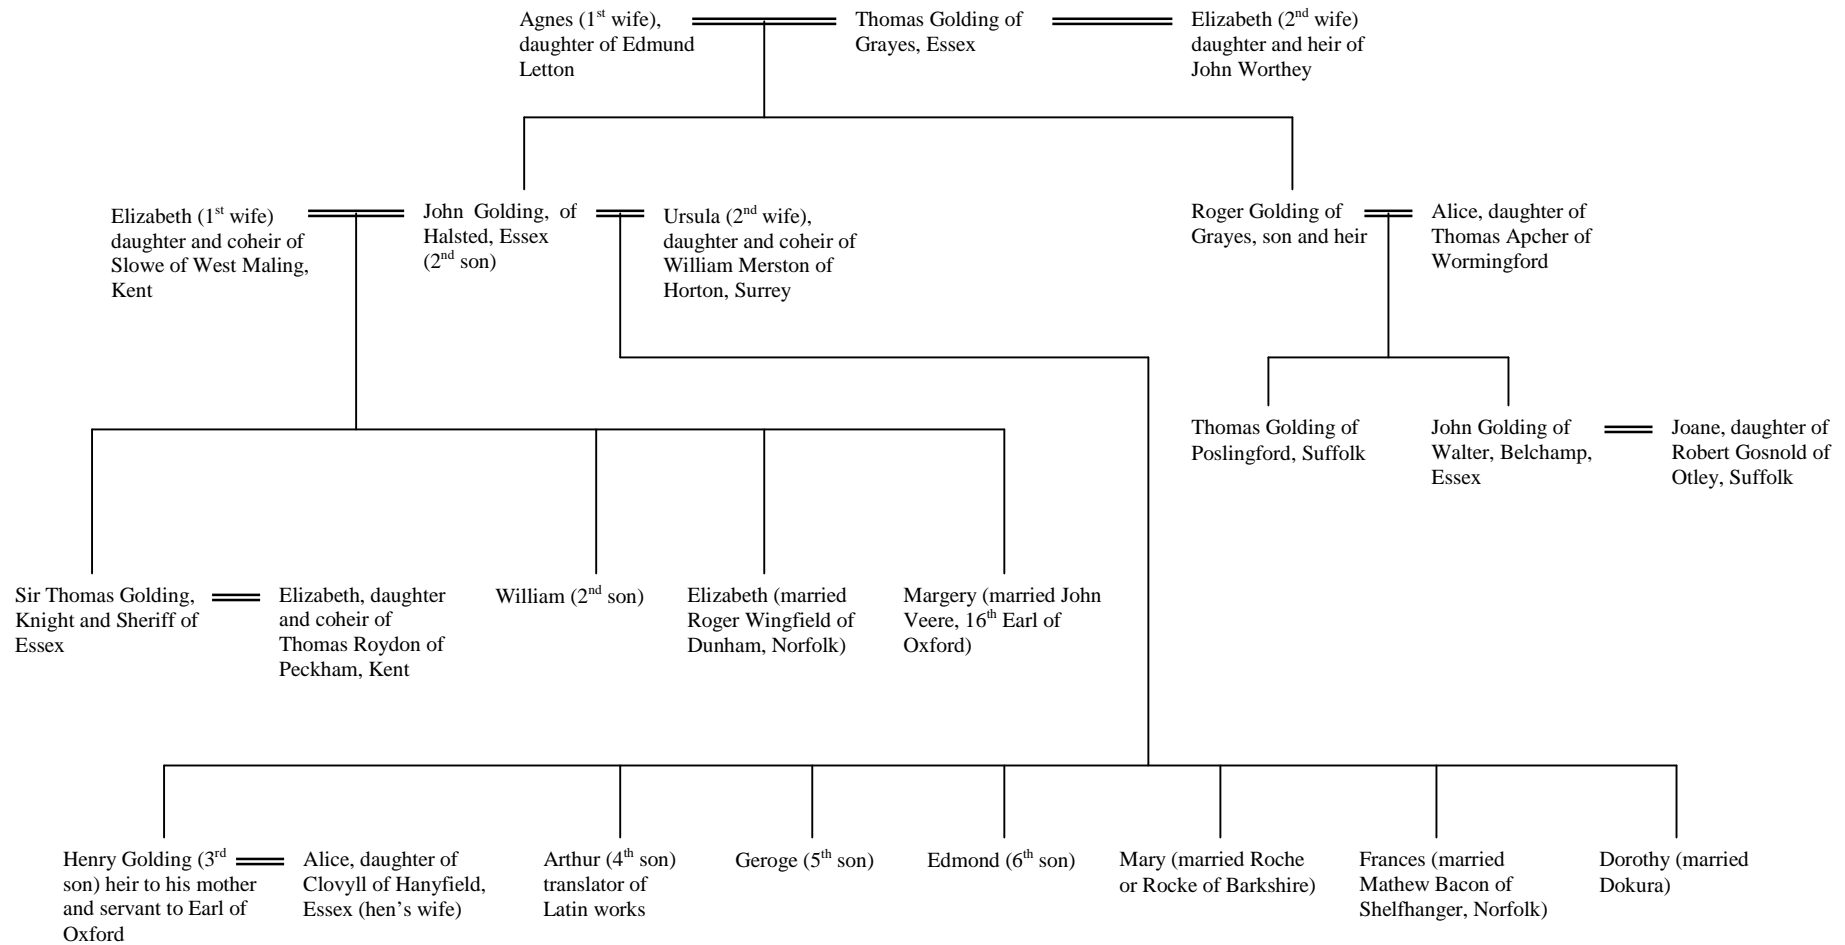 Agnes (1st wife),
daughter of Edmund
Letton
Thomas Golding of
Grayes, Essex
Elizabeth (2nd wife)
daughter and heir of
John Worthey
Elizabeth (1st wife)
daughter and coheir of
Slowe of West Maling,
Kent
John Golding, of
Halsted, Essex
(2nd son)
Ursula (2nd wife),
daughter and coheir of
William Merston of
Horton, Surrey
Roger Golding of
Grayes, son and heir
Alice, daughter of
Thomas Apcher of
Wormingford
Thomas Golding of
Poslingford, Suffolk
John Golding of
Walter, Belchamp,
Essex
Joane, daughter of
Robert Gosnold of
Otley, Suffolk
Sir Thomas Golding,
Knight and Sheriff of
Essex
Elizabeth, daughter
and coheir of
Thomas Roydon of
Peckham, Kent
William (2nd son)
Elizabeth (married
Roger Wingfield of
Dunham, Norfolk)
Margery (married John
Veere, 16th Earl of
Oxford)
Henry Golding (3rd
son) heir to his mother
and servant to Earl of
Oxford
Alice, daughter of
Clovyll of Hanyfield,
Essex (hen's wife)
Arthur (4th son)
translator of
Latin works
Geroge (5th son)
Edmond (6th son)
Mary (married Roche
or Rocke of Barkshire)
Frances (married
Mathew Bacon of
Shelfhanger, Norfolk)
Dorothy (married
Dokura)